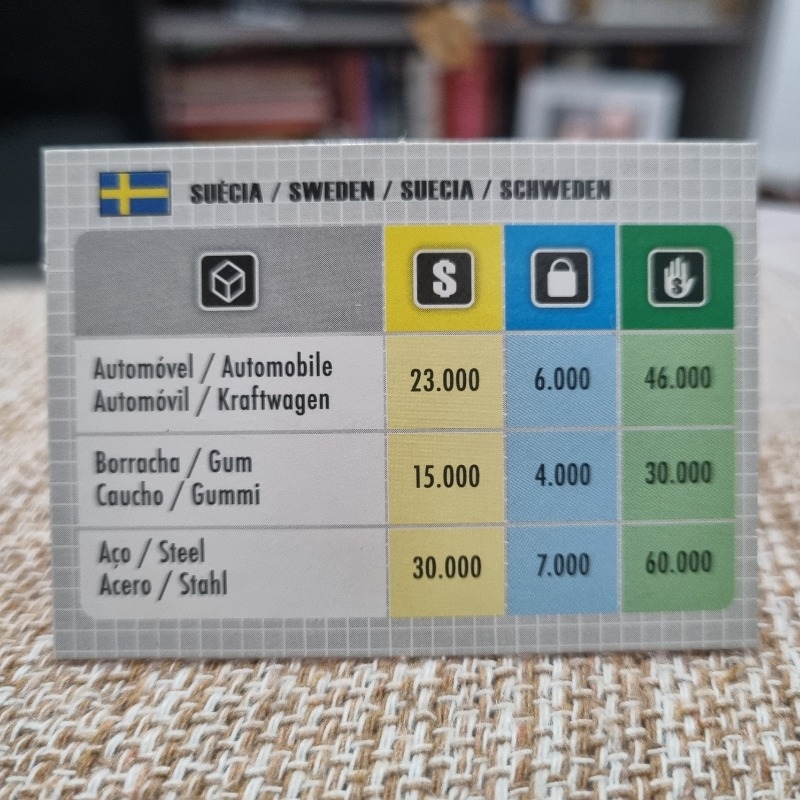 SUÉCIA / SWEDEN / SUECIA / SCHWEDEN
$
$
Automóvel / Automobile
Automóvil / Kraftwagen
23.000
6.000
46.000
Borracha / Gum
Caucho / Gummi
15.000
4.000
30.000
Aço / Steel
Acero / Stahl
30.000
7.000
60.000